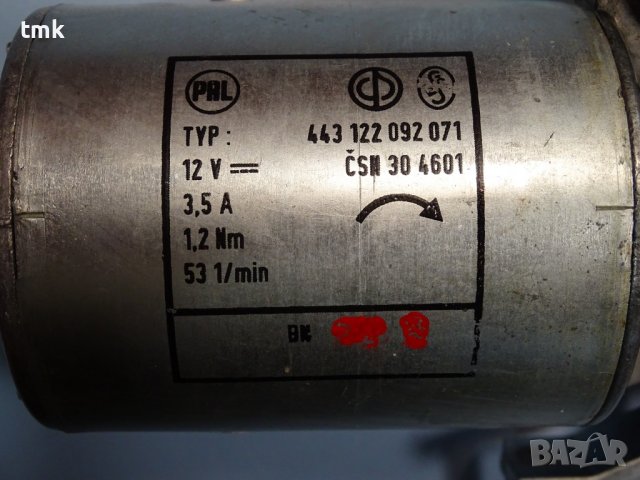 tmk
PAL
TYP: 443 122 092 071
12 V ⎓ ČSN 30 4601
3,5 A
1,2 Nm
53 1/min
BN
BAZAR